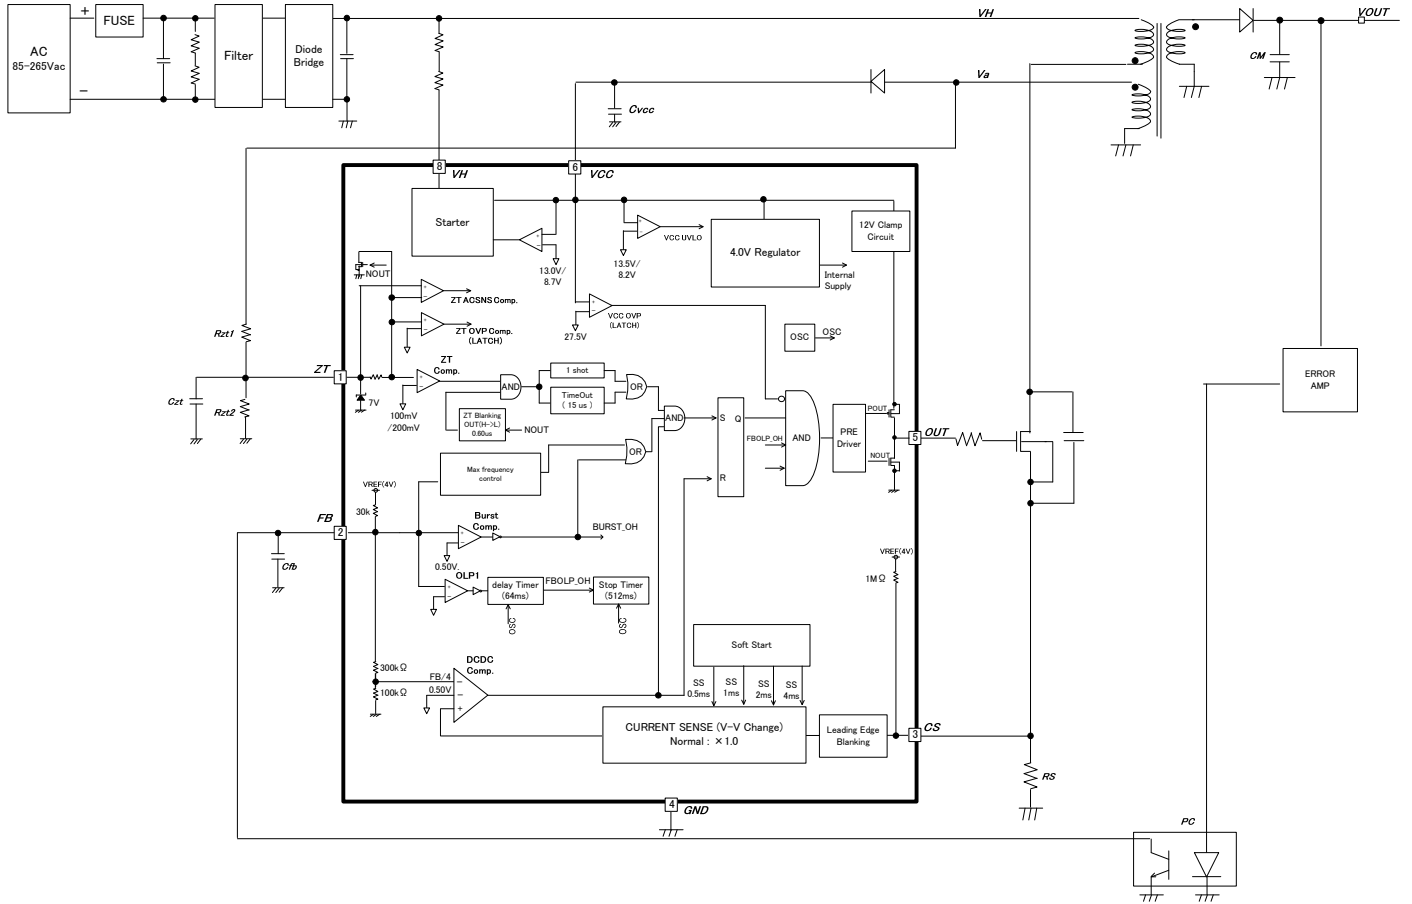 VH
VOUT
+
FUSE
AC
85-265Vac
Filter
Diode
Bridge
−
CM
Va
Cvcc
8
VH
6
VCC
Starter
+
−
13.0V/
8.7V
+
−
VCC UVLO
13.5V/
8.2V
4.0V Regulator
12V Clamp
Circuit
Internal
Supply
NOUT
+
−
ZT ACSNS Comp.
+
−
ZT OVP Comp.
(LATCH)
+
−
VCC OVP
(LATCH)
27.5V
OSC
OSC
Rzt1
ZT
1
Czt
Rzt2
7V
ZT
Comp.
+
−
100mV
/200mV
AND
1 shot
TimeOut
( 15 us )
OR
ZT Blanking
OUT(H->L)
0.60us
NOUT
AND
OR
S
Q
R
FBOLP_OH
AND
PRE
Driver
POUT
NOUT
5
OUT
ERROR
AMP
Max frequency
control
VREF(4V)
30k
FB
2
Cfb
Burst
Comp.
+
−
0.50V.
BURST_OH
OLP1
+
−
delay Timer
(64ms)
FBOLP_OH
Stop Timer
(512ms)
OSC
OSC
VREF(4V)
1MΩ
300kΩ
100kΩ
FB/4
0.50V
DCDC
Comp.
−
−
+
Soft Start
SS
0.5ms
SS
1ms
SS
2ms
SS
4ms
CURRENT SENSE (V-V Change)
Normal : ×1.0
Leading Edge
Blanking
3
CS
RS
4
GND
PC